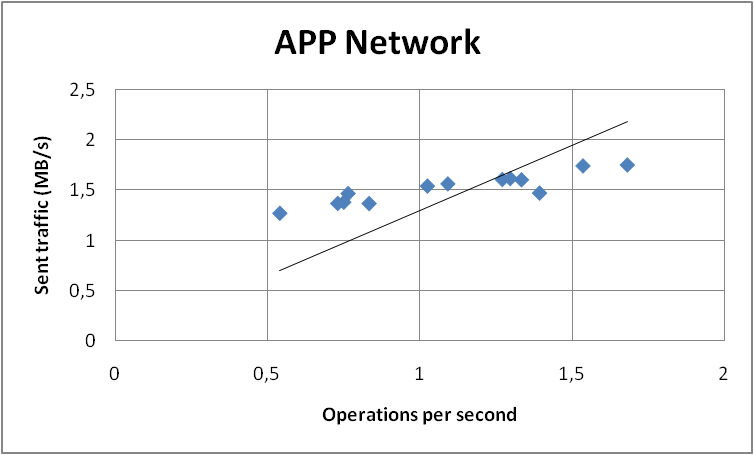 APP Network
2,5
2
1,5
1
0,5
0
Sent traffic (MB/s)
0 0,5 1 1,5 2
Operations per second